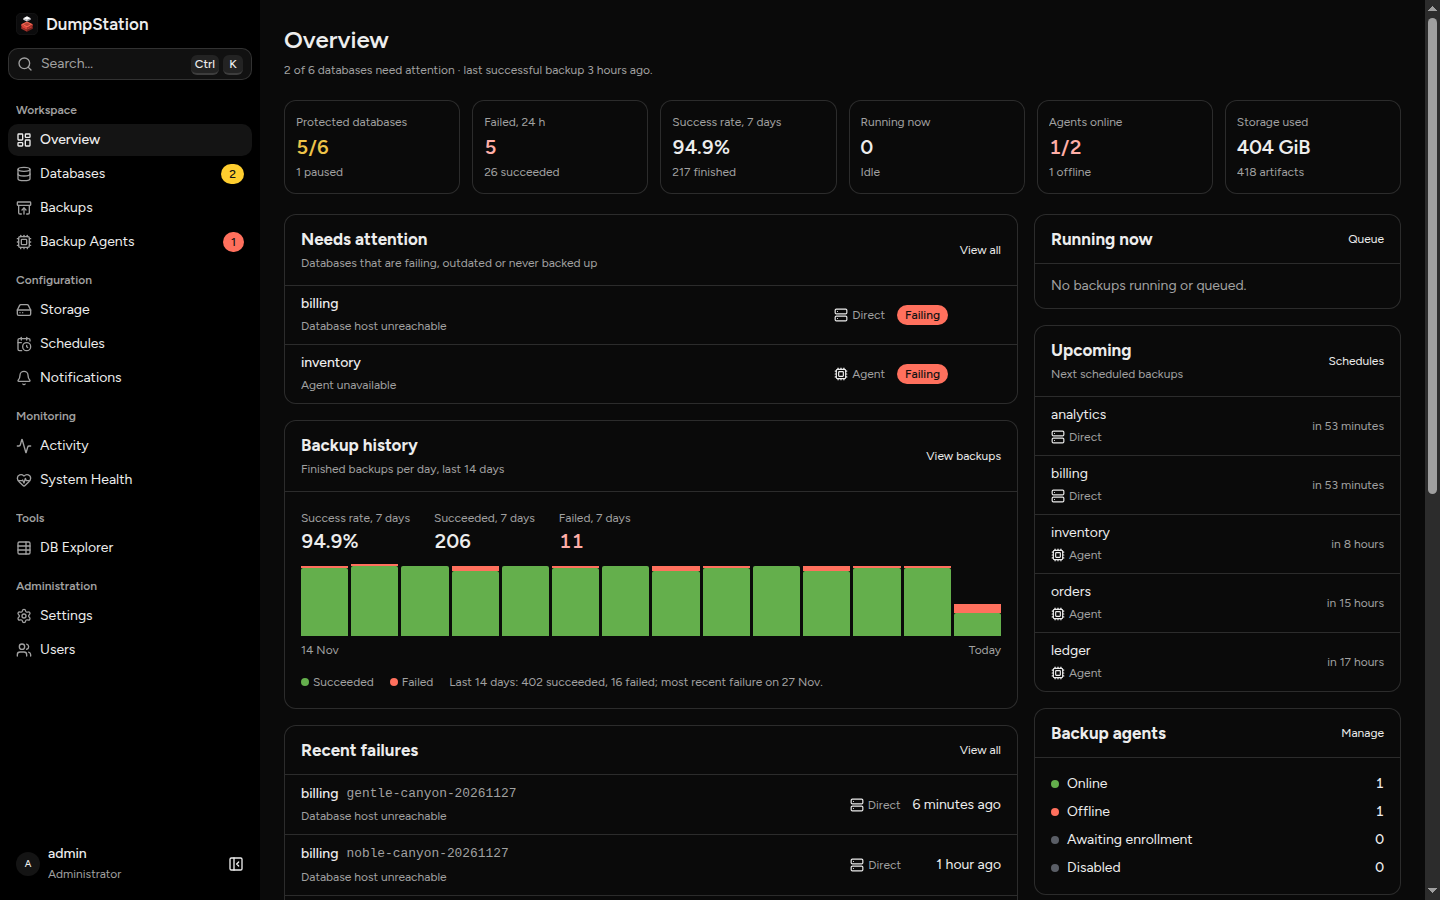 DumpStation
Search...
Ctrl K
Workspace
Overview
Databases 2
Backups
Backup Agents 1
Configuration
Storage
Schedules
Notifications
Monitoring
Activity
System Health
Tools
DB Explorer
Administration
Settings
Users
A
admin
Administrator
Overview
2 of 6 databases need attention · last successful backup 3 hours ago.
Protected databases
5/6
1 paused
Failed, 24 h
5
26 succeeded
Success rate, 7 days
94.9%
217 finished
Running now
0
Idle
Agents online
1/2
1 offline
Storage used
404 GiB
418 artifacts
Needs attention
Databases that are failing, outdated or never backed up
View all
billing
Database host unreachable
Direct Failing
inventory
Agent unavailable
Agent Failing
Backup history
Finished backups per day, last 14 days
View backups
Success rate, 7 days
94.9%
Succeeded, 7 days
206
Failed, 7 days
11
14 Nov Today
Succeeded Failed Last 14 days: 402 succeeded, 16 failed; most recent failure on 27 Nov.
Recent failures
View all
billing gentle-canyon-20261127
Database host unreachable
Direct 6 minutes ago
billing noble-canyon-20261127
Database host unreachable
Direct 1 hour ago
Running now
Queue
No backups running or queued.
Upcoming
Next scheduled backups
Schedules
analytics
Direct
in 53 minutes
billing
Direct
in 53 minutes
inventory
Agent
in 8 hours
orders
Agent
in 15 hours
ledger
Agent
in 17 hours
Backup agents
Manage
Online 1
Offline 1
Awaiting enrollment 0
Disabled 0